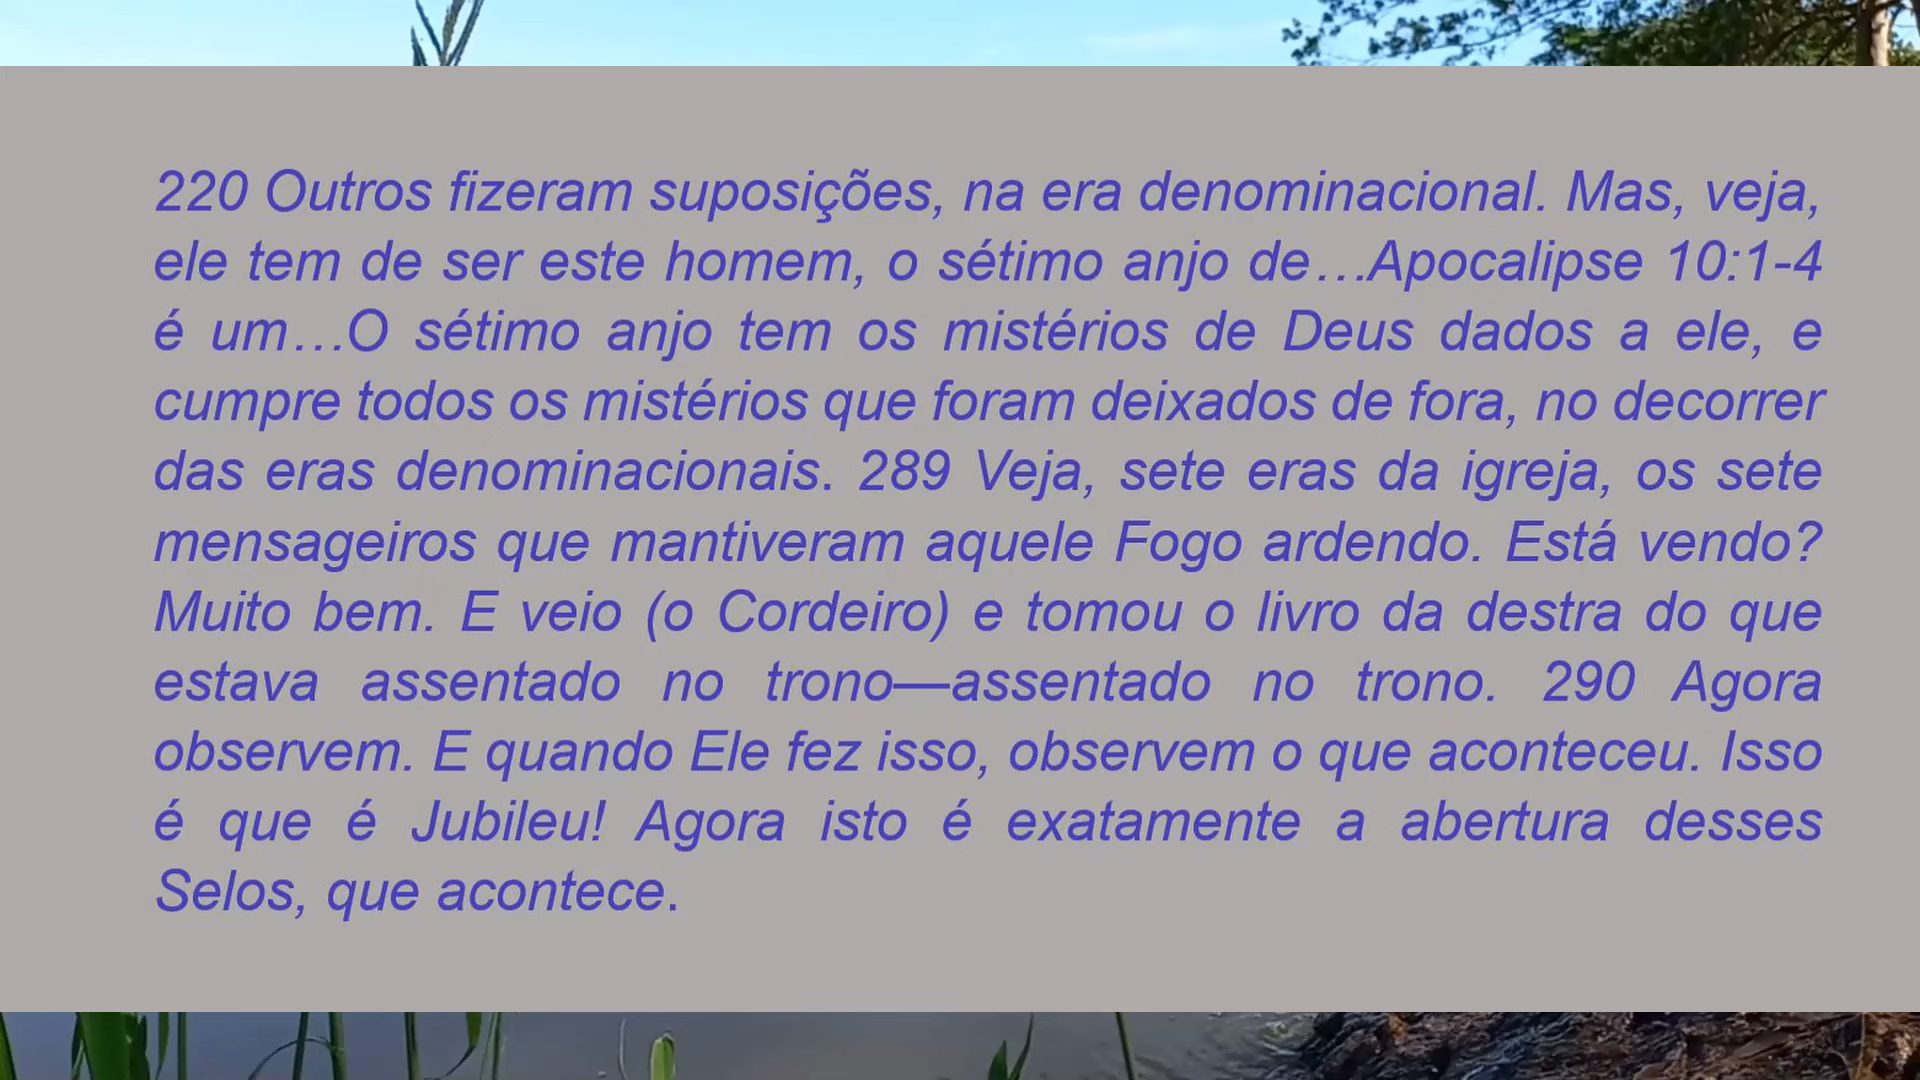 220 Outros fizeram suposições, na era denominacional. Mas, veja,
ele tem de ser este homem, o sétimo anjo de…Apocalipse 10:1-4
é um…O sétimo anjo tem os mistérios de Deus dados a ele, e
cumpre todos os mistérios que foram deixados de fora, no decorrer
das eras denominacionais. 289 Veja, sete eras da igreja, os sete
mensageiros que mantiveram aquele Fogo ardendo. Está vendo?
Muito bem. E veio (o Cordeiro) e tomou o livro da destra do que
estava assentado no trono—assentado no trono. 290 Agora
observem. E quando Ele fez isso, observem o que aconteceu. Isso
é que é Jubileu! Agora isto é exatamente a abertura desses
Selos, que acontece.